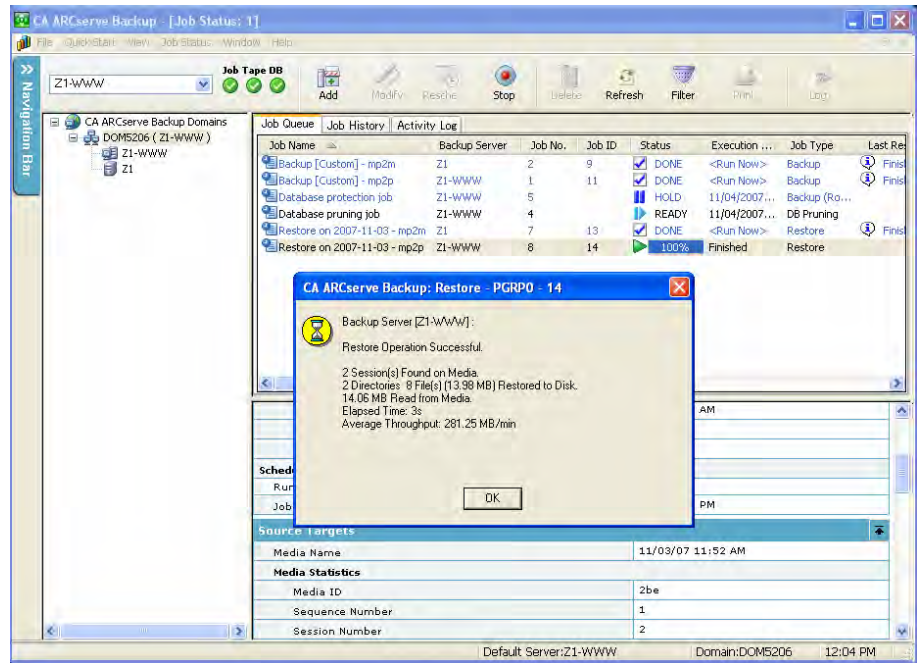 CA ARCserve Backup - [Job Status: 1]
File QuickStart View Job Status Window Help
Navigation Bar
Z1-WWW
Job Tape DB
Add Modify Resche Stop Delete Refresh Filter Print Log
CA ARCserve Backup Domains
DOM5206 ( Z1-WWW )
Z1-WWW
Z1
Job Queue Job History Activity Log
Job Name Backup Server Job No. Job ID Status Execution ... Job Type Last Re
Backup [Custom] - mp2m Z1 2 9 DONE <Run Now> Backup Finis
Backup [Custom] - mp2p Z1-WWW 1 11 DONE <Run Now> Backup Finis
Database protection job Z1-WWW 5 HOLD 11/04/2007... Backup (Ro...
Database pruning job Z1-WWW 4 READY 11/04/2007... DB Pruning
Restore on 2007-11-03 - mp2m Z1 7 13 DONE <Run Now> Restore Finis
Restore on 2007-11-03 - mp2p Z1-WWW 8 14 100% Finished Restore
CA ARCserve Backup: Restore - PGRP0 - 14
Backup Server [Z1-WWW] :
Restore Operation Successful.
2 Session(s) Found on Media.
2 Directories 8 File(s) (13.98 MB) Restored to Disk.
14.06 MB Read from Media.
Elapsed Time: 3s
Average Throughput: 281.25 MB/min
OK
AM
Sched
Run
Job
PM
Source Targets
Media Name 11/03/07 11:52 AM
Media Statistics
Media ID 2be
Sequence Number 1
Session Number 2
Default Server:Z1-WWW Domain:DOM5206 12:04 PM